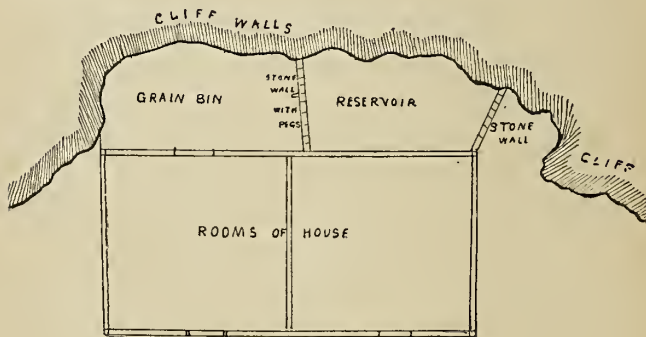 CLIFF WALLS
STONE
WALL
WITH
PEGS
GRAIN BIN
RESERVOIR
STONE
WALL
CLIFF
ROOMS OF HOUSE